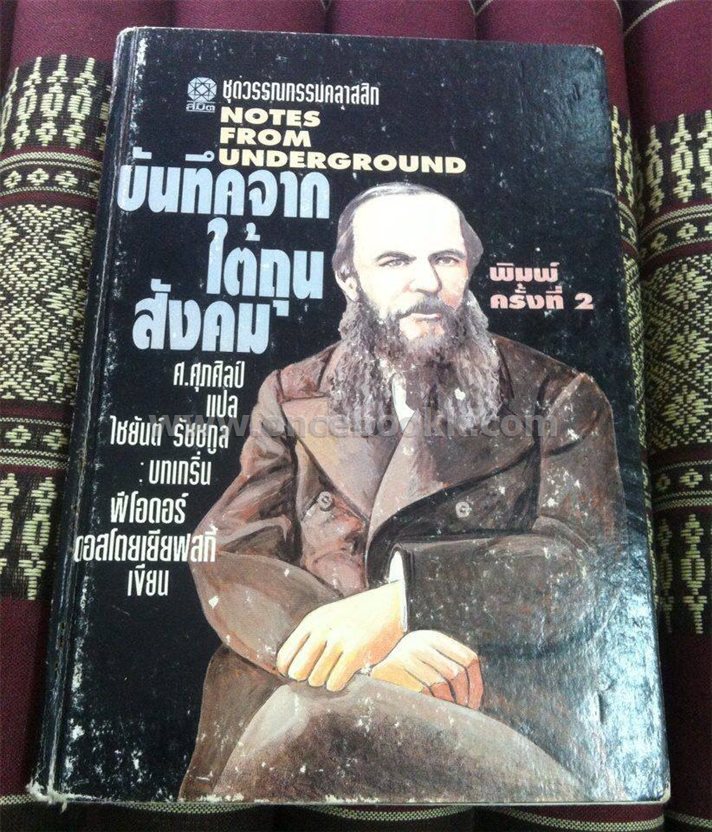 ชุดวรรณกรรมคลาสสิก
สมิต
NOTES
FROM
UNDERGROUND
บันทึกจาก
ใต้ถุน
สังคม
พิมพ์
ครั้งที่ 2
ศ.ศุภศิลป์
แปล
ไชยันต์ รัชชกูล
: บทเกริ่น
ฟีโอดอร์
ดอสโตยเยียฟสกี้
เขียน